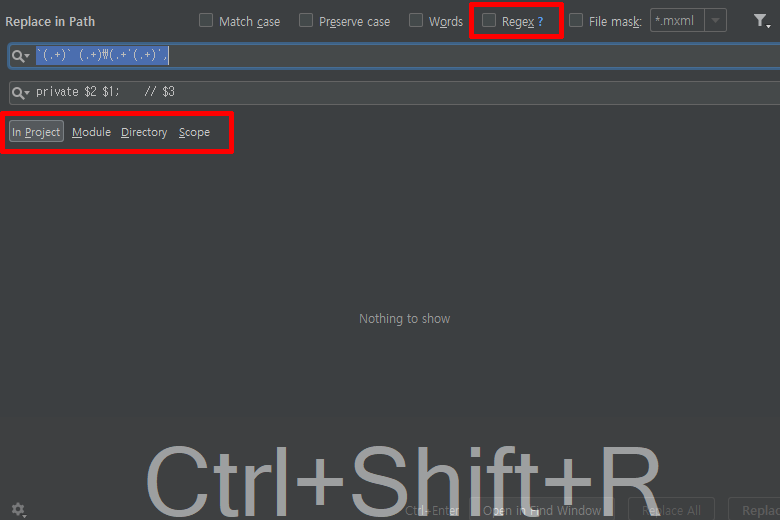 Replace in Path Match case Preserve case Words Regex ? File mask: *.mxml
`(.+)` (.+)₩(.+'(.+)',
private $2 $1;    // $3
In Project Module Directory Scope
Nothing to show
Ctrl+Shift+R
Ctrl+Enter Open in Find Window Replace All Replac